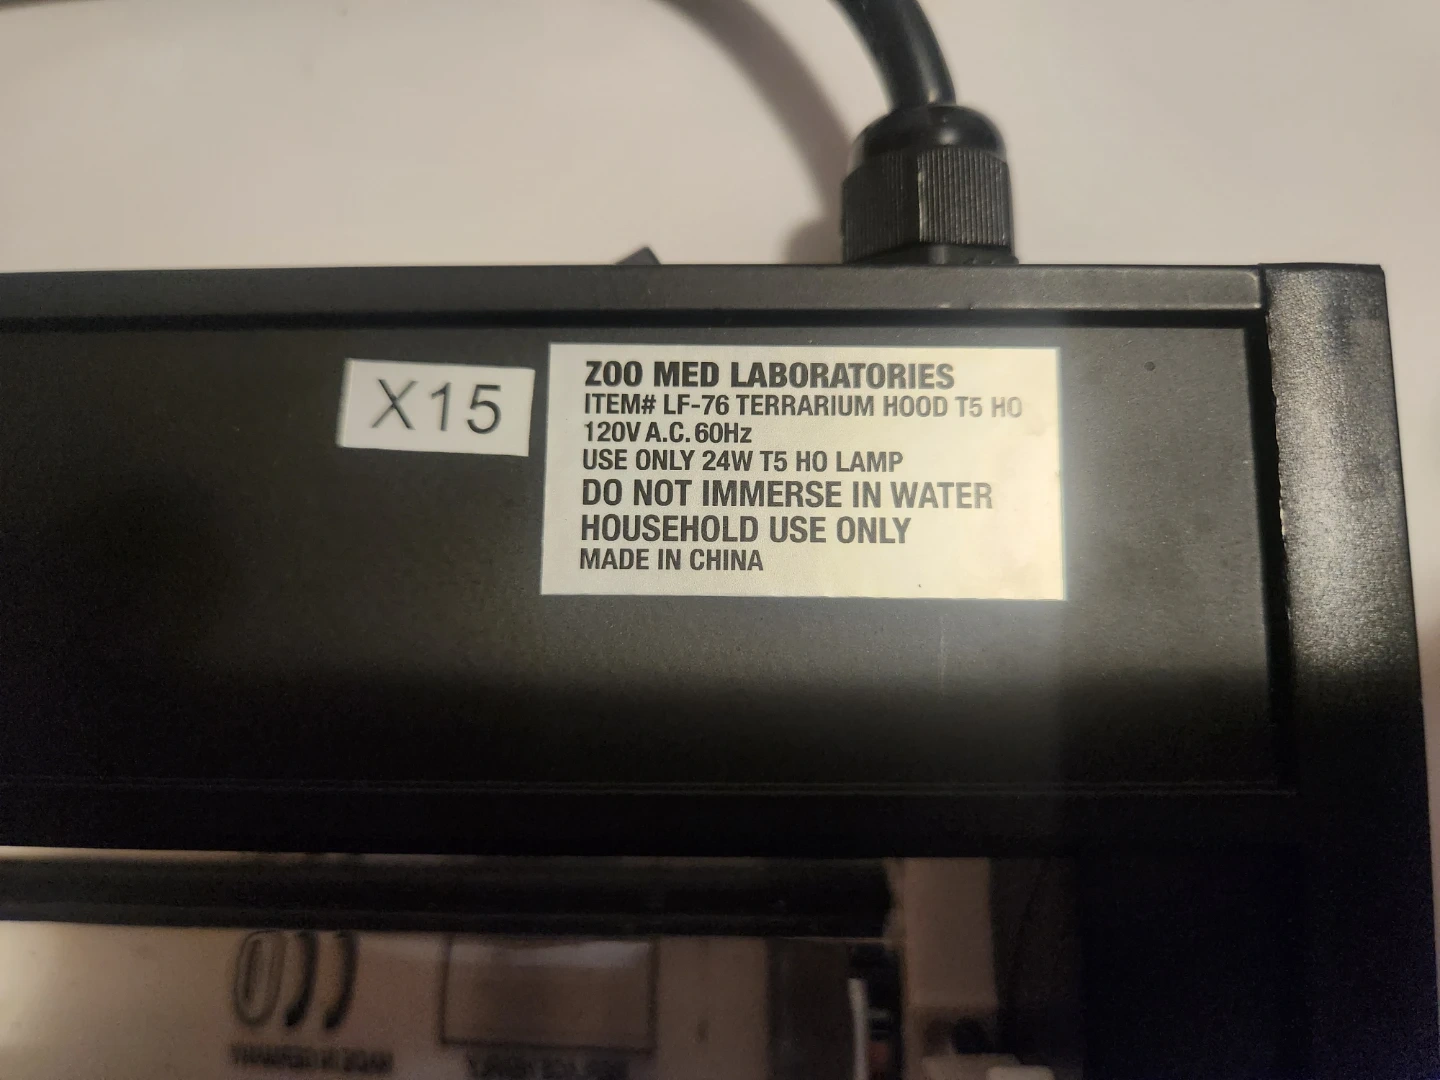 X15
ZOO MED LABORATORIES
ITEM# LF-76 TERRARIUM HOOD T5 HO
120V A.C. 60Hz
USE ONLY 24W T5 HO LAMP
DO NOT IMMERSE IN WATER
HOUSEHOLD USE ONLY
MADE IN CHINA